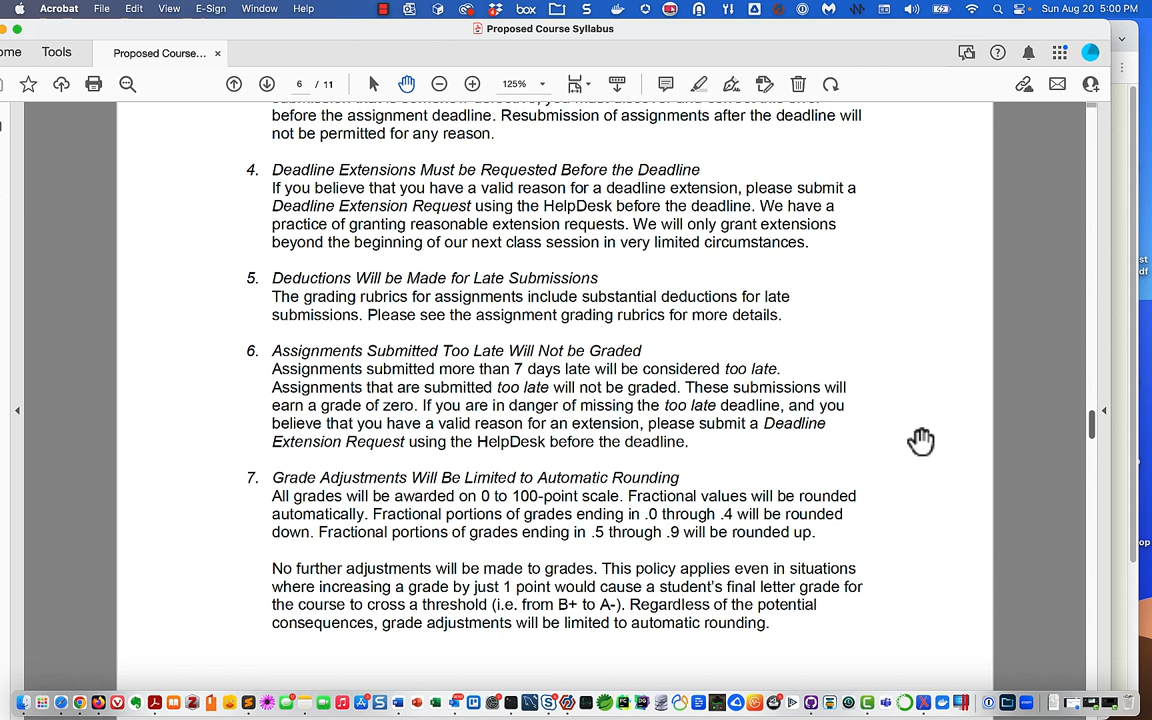 Acrobat File Edit View E-Sign Window Help box Sun Aug 20 5:00 PM
Proposed Course Syllabus
ome Tools Proposed Course... ×
6 / 11 125%
before the assignment deadline. Resubmission of assignments after the deadline will
not be permitted for any reason.
4. Deadline Extensions Must be Requested Before the Deadline
If you believe that you have a valid reason for a deadline extension, please submit a
Deadline Extension Request using the HelpDesk before the deadline. We have a
practice of granting reasonable extension requests. We will only grant extensions
beyond the beginning of our next class session in very limited circumstances.
5. Deductions Will be Made for Late Submissions
The grading rubrics for assignments include substantial deductions for late
submissions. Please see the assignment grading rubrics for more details.
6. Assignments Submitted Too Late Will Not be Graded
Assignments submitted more than 7 days late will be considered too late.
Assignments that are submitted too late will not be graded. These submissions will
earn a grade of zero. If you are in danger of missing the too late deadline, and you
believe that you have a valid reason for an extension, please submit a Deadline
Extension Request using the HelpDesk before the deadline.
7. Grade Adjustments Will Be Limited to Automatic Rounding
All grades will be awarded on 0 to 100-point scale. Fractional values will be rounded
automatically. Fractional portions of grades ending in .0 through .4 will be rounded
down. Fractional portions of grades ending in .5 through .9 will be rounded up.
No further adjustments will be made to grades. This policy applies even in situations
where increasing a grade by just 1 point would cause a student's final letter grade for
the course to cross a threshold (i.e. from B+ to A-). Regardless of the potential
consequences, grade adjustments will be limited to automatic rounding.